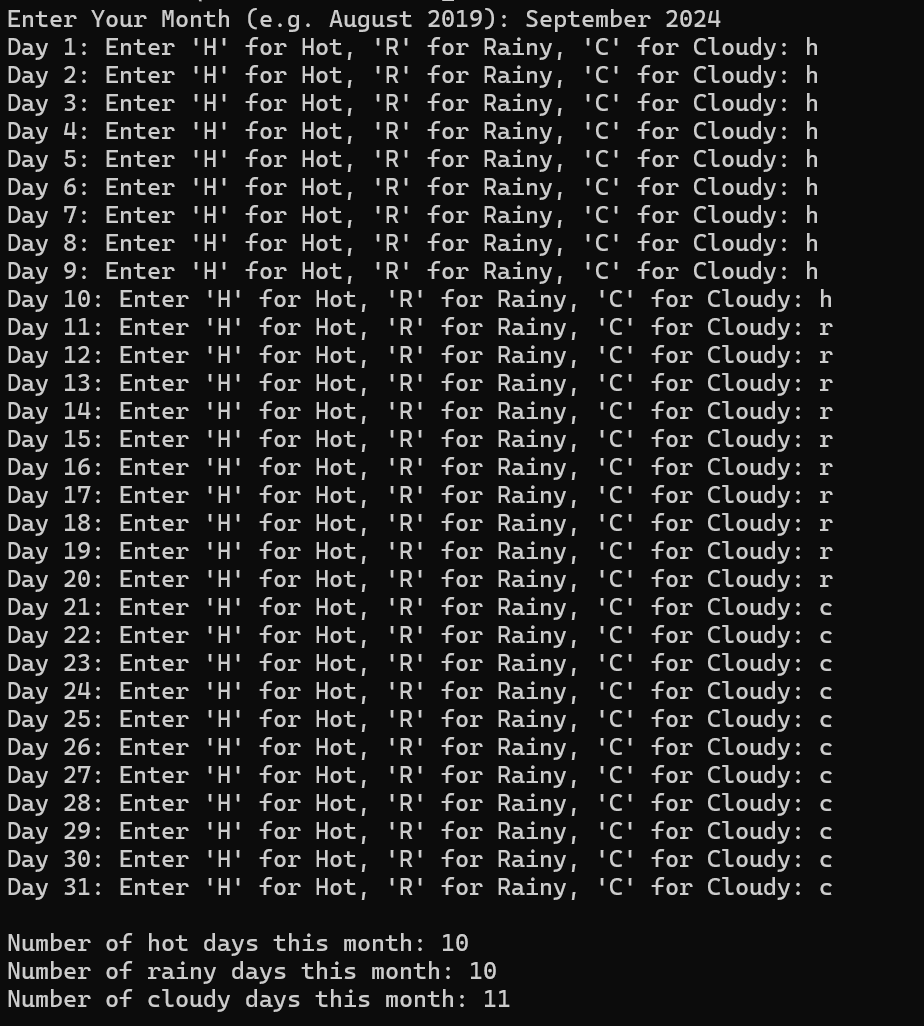 Enter Your Month (e.g. August 2019): September 2024
Day 1: Enter 'H' for Hot, 'R' for Rainy, 'C' for Cloudy: h
Day 2: Enter 'H' for Hot, 'R' for Rainy, 'C' for Cloudy: h
Day 3: Enter 'H' for Hot, 'R' for Rainy, 'C' for Cloudy: h
Day 4: Enter 'H' for Hot, 'R' for Rainy, 'C' for Cloudy: h
Day 5: Enter 'H' for Hot, 'R' for Rainy, 'C' for Cloudy: h
Day 6: Enter 'H' for Hot, 'R' for Rainy, 'C' for Cloudy: h
Day 7: Enter 'H' for Hot, 'R' for Rainy, 'C' for Cloudy: h
Day 8: Enter 'H' for Hot, 'R' for Rainy, 'C' for Cloudy: h
Day 9: Enter 'H' for Hot, 'R' for Rainy, 'C' for Cloudy: h
Day 10: Enter 'H' for Hot, 'R' for Rainy, 'C' for Cloudy: h
Day 11: Enter 'H' for Hot, 'R' for Rainy, 'C' for Cloudy: r
Day 12: Enter 'H' for Hot, 'R' for Rainy, 'C' for Cloudy: r
Day 13: Enter 'H' for Hot, 'R' for Rainy, 'C' for Cloudy: r
Day 14: Enter 'H' for Hot, 'R' for Rainy, 'C' for Cloudy: r
Day 15: Enter 'H' for Hot, 'R' for Rainy, 'C' for Cloudy: r
Day 16: Enter 'H' for Hot, 'R' for Rainy, 'C' for Cloudy: r
Day 17: Enter 'H' for Hot, 'R' for Rainy, 'C' for Cloudy: r
Day 18: Enter 'H' for Hot, 'R' for Rainy, 'C' for Cloudy: r
Day 19: Enter 'H' for Hot, 'R' for Rainy, 'C' for Cloudy: r
Day 20: Enter 'H' for Hot, 'R' for Rainy, 'C' for Cloudy: r
Day 21: Enter 'H' for Hot, 'R' for Rainy, 'C' for Cloudy: c
Day 22: Enter 'H' for Hot, 'R' for Rainy, 'C' for Cloudy: c
Day 23: Enter 'H' for Hot, 'R' for Rainy, 'C' for Cloudy: c
Day 24: Enter 'H' for Hot, 'R' for Rainy, 'C' for Cloudy: c
Day 25: Enter 'H' for Hot, 'R' for Rainy, 'C' for Cloudy: c
Day 26: Enter 'H' for Hot, 'R' for Rainy, 'C' for Cloudy: c
Day 27: Enter 'H' for Hot, 'R' for Rainy, 'C' for Cloudy: c
Day 28: Enter 'H' for Hot, 'R' for Rainy, 'C' for Cloudy: c
Day 29: Enter 'H' for Hot, 'R' for Rainy, 'C' for Cloudy: c
Day 30: Enter 'H' for Hot, 'R' for Rainy, 'C' for Cloudy: c
Day 31: Enter 'H' for Hot, 'R' for Rainy, 'C' for Cloudy: c
Number of hot days this month: 10
Number of rainy days this month: 10
Number of cloudy days this month: 11